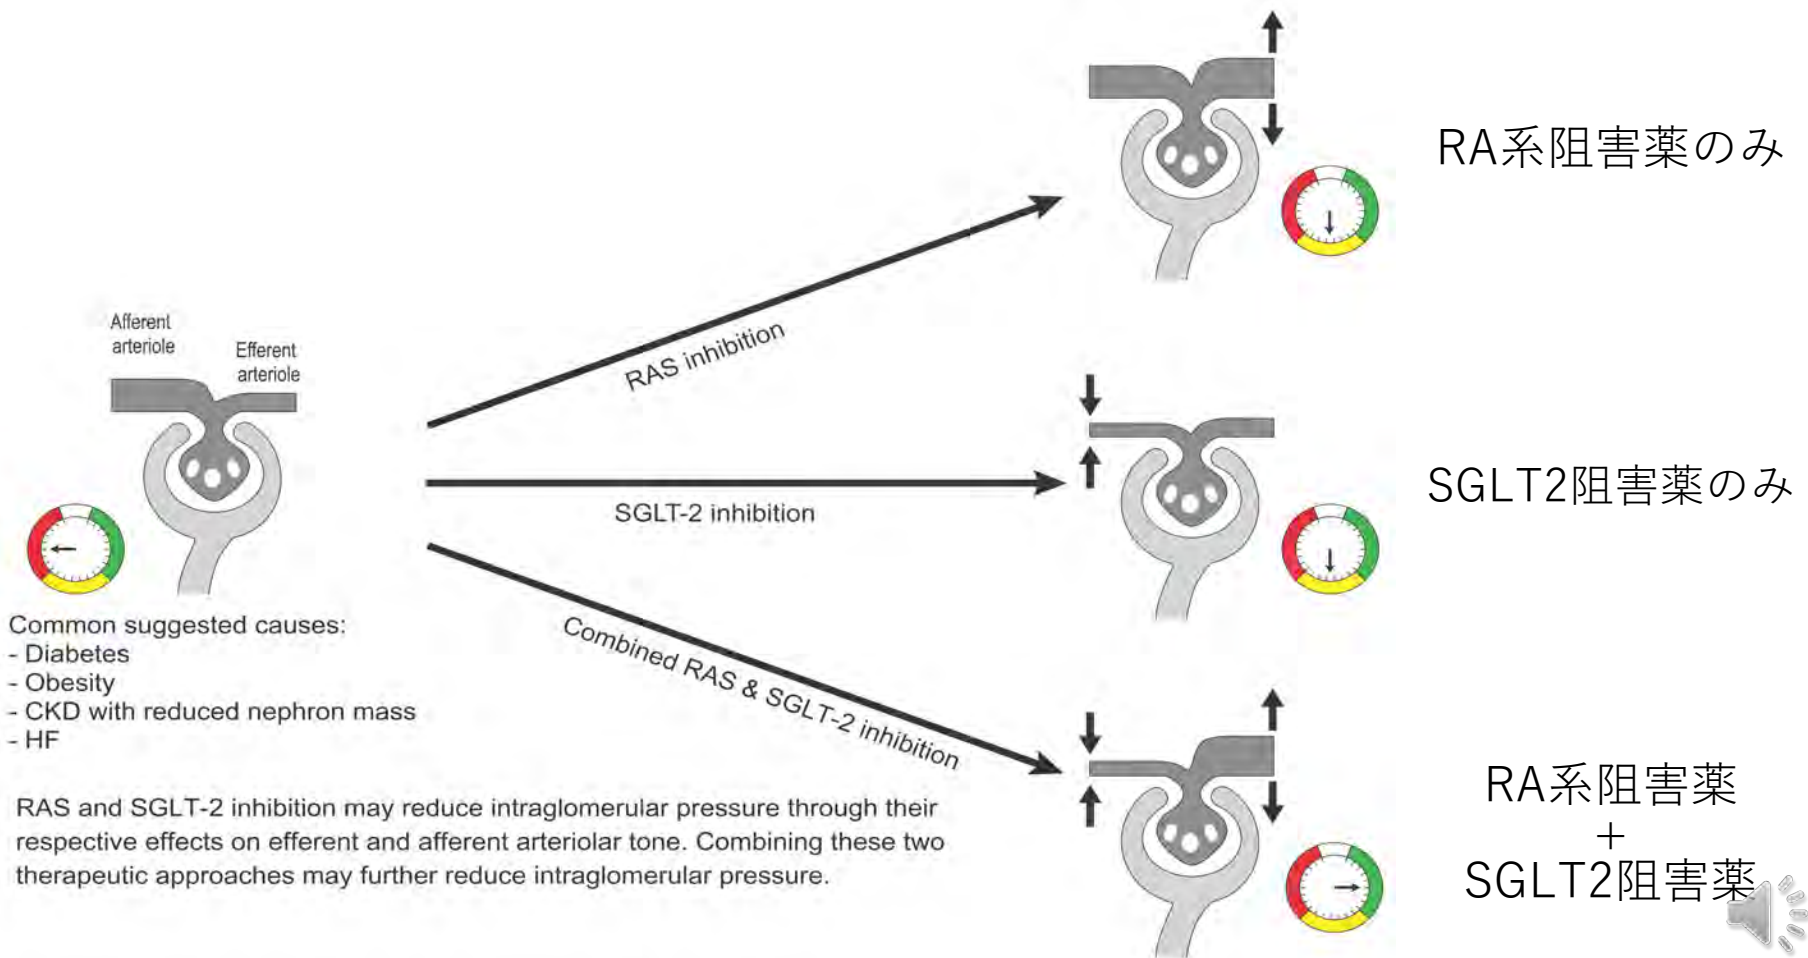 Afferent
arteriole
Efferent
arteriole
Common suggested causes:
- Diabetes
- Obesity
- CKD with reduced nephron mass
- HF
RAS inhibition
SGLT-2 inhibition
Combined RAS & SGLT-2 inhibition
RA系阻害薬のみ
SGLT2阻害薬のみ
RA系阻害薬
+
SGLT2阻害薬
RAS and SGLT-2 inhibition may reduce intraglomerular pressure through their
respective effects on efferent and afferent arteriolar tone. Combining these two
therapeutic approaches may further reduce intraglomerular pressure.